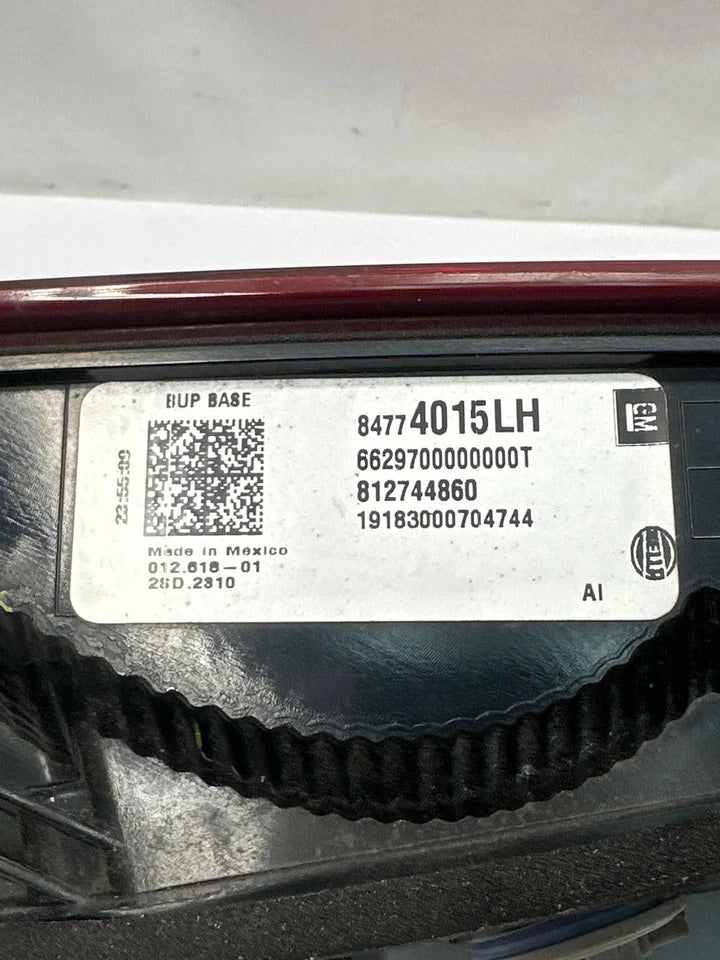 BUP BASE
84774015LH
GM
6629700000000T
812744860
19183000704744
23:55:09
Made in Mexico
012.618-01
2SD.2310
HELLA
AI